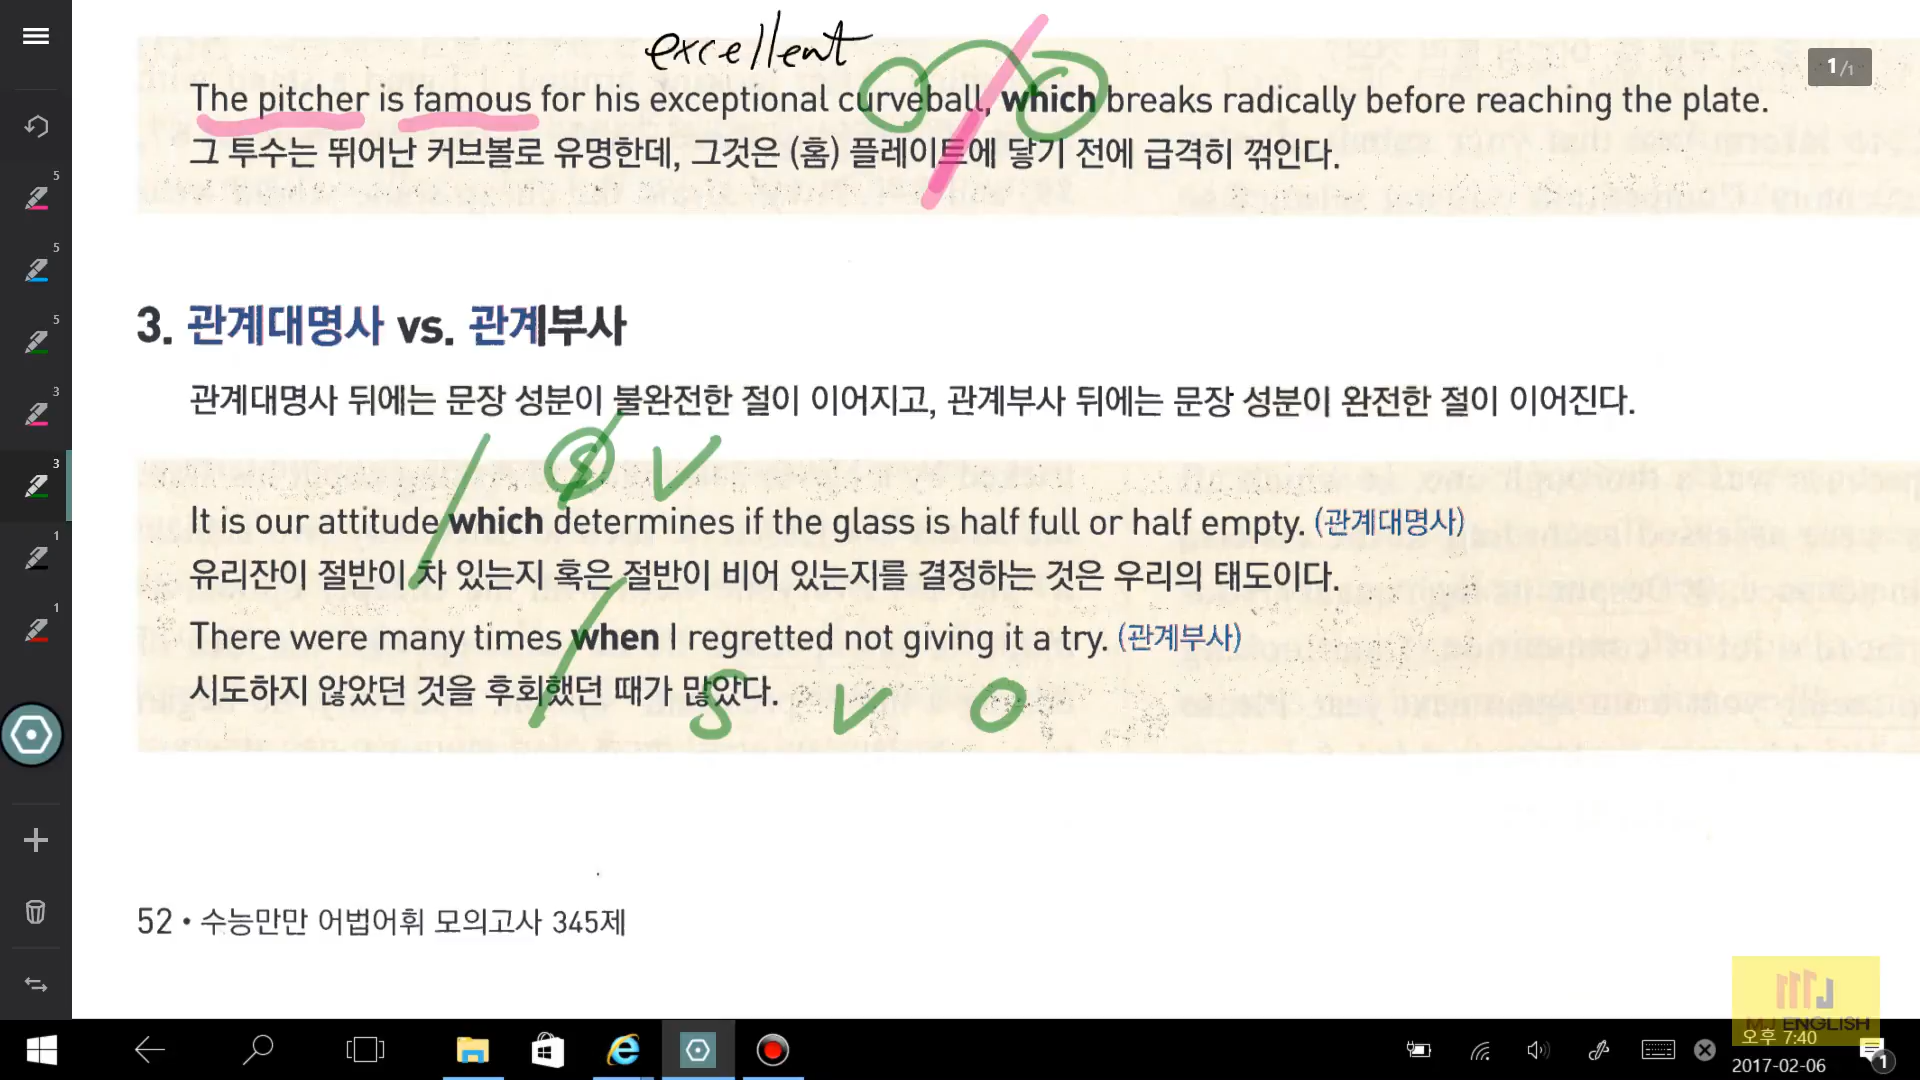 excellent
1/1
The pitcher is famous for his exceptional curveball, which breaks radically before reaching the plate.
그 투수는 뛰어난 커브볼로 유명한데, 그것은 (홈) 플레이트에 닿기 전에 급격히 꺾인다.
5
5
5
3
3
1
1
3. 관계대명사 vs. 관계부사
관계대명사 뒤에는 문장 성분이 불완전한 절이 이어지고, 관계부사 뒤에는 문장 성분이 완전한 절이 이어진다.
S V
It is our attitude which determines if the glass is half full or half empty. (관계대명사)
유리잔이 절반이 차 있는지 혹은 절반이 비어 있는지를 결정하는 것은 우리의 태도이다.
There were many times when I regretted not giving it a try. (관계부사)
시도하지 않았던 것을 후회했던 때가 많았다.
S V O
52 • 수능만만 어법어휘 모의고사 345제
MJ ENGLISH
오후 7:40
2017-02-06
1